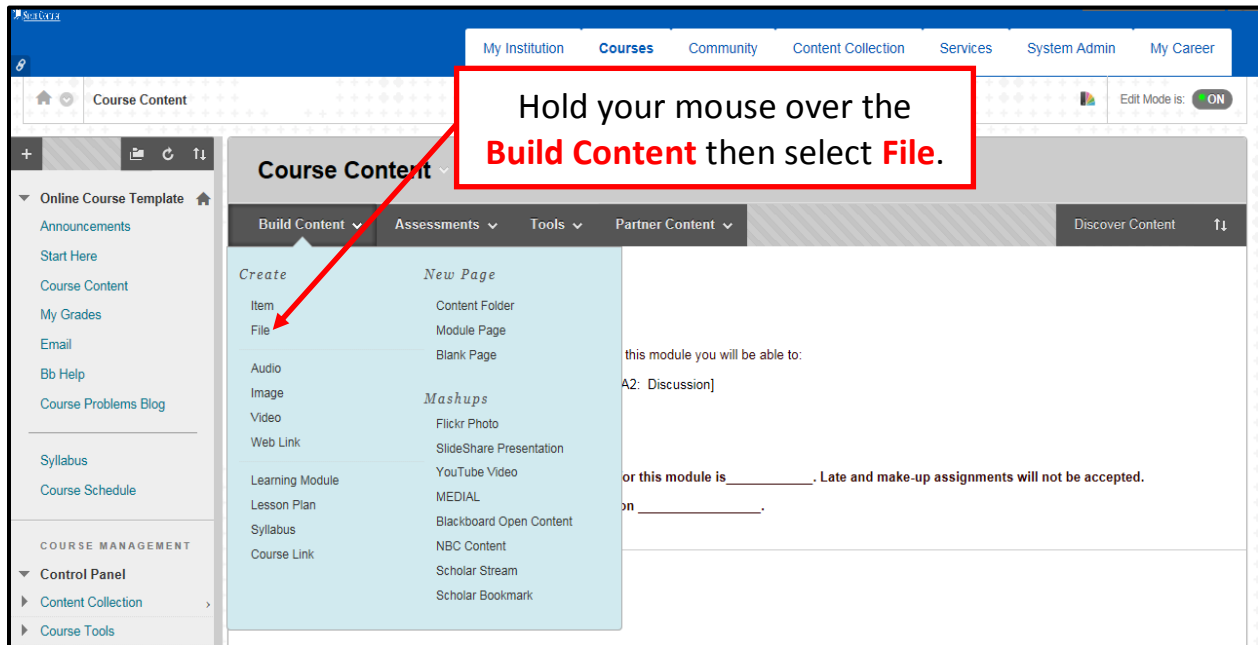 My Institution Courses Community Content Collection Services System Admin My Career
Course Content
Edit Mode is: ON
Hold your mouse over the
Build Content then select File.
Course Content
Build Content Assessments Tools Partner Content Discover Content
Online Course Template
Announcements
Start Here
Course Content
My Grades
Email
Bb Help
Course Problems Blog
Syllabus
Course Schedule
COURSE MANAGEMENT
Control Panel
Content Collection
Course Tools
Create
Item
File
Audio
Image
Video
Web Link
Learning Module
Lesson Plan
Syllabus
Course Link
New Page
Content Folder
Module Page
Blank Page
Mashups
Flickr Photo
SlideShare Presentation
YouTube Video
MEDIAL
Blackboard Open Content
NBC Content
Scholar Stream
Scholar Bookmark
this module you will be able to:
A2: Discussion]
or this module is____________. Late and make-up assignments will not be accepted.
on _________________.